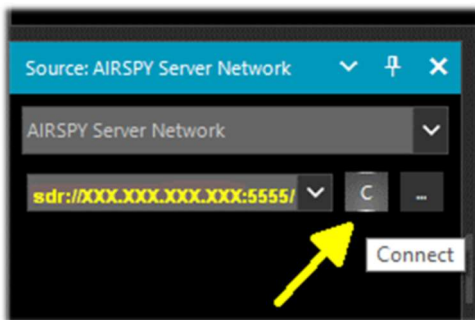 Source: AIRSPY Server Network
AIRSPY Server Network
sdr://XXX.XXX.XXX.XXX:5555/
C
...
Connect